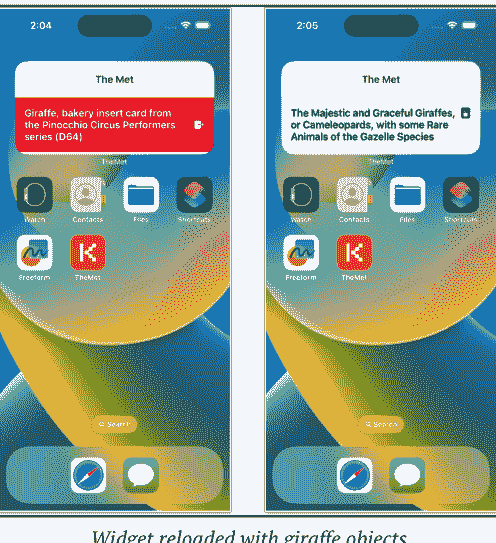 2:04
The Met
Giraffe, bakery insert card from
the Pinocchio Circus Performers
series (D64)
TheMet
Watch
Contacts
Files
Shortcuts
Freeform
TheMet
Search
2:05
The Met
The Majestic and Graceful Giraffes,
or Cameleopards, with some Rare
Animals of the Gazelle Species
TheMet
Watch
Contacts
Files
Shortcuts
Freeform
TheMet
Search
Widget reloaded with giraffe objects